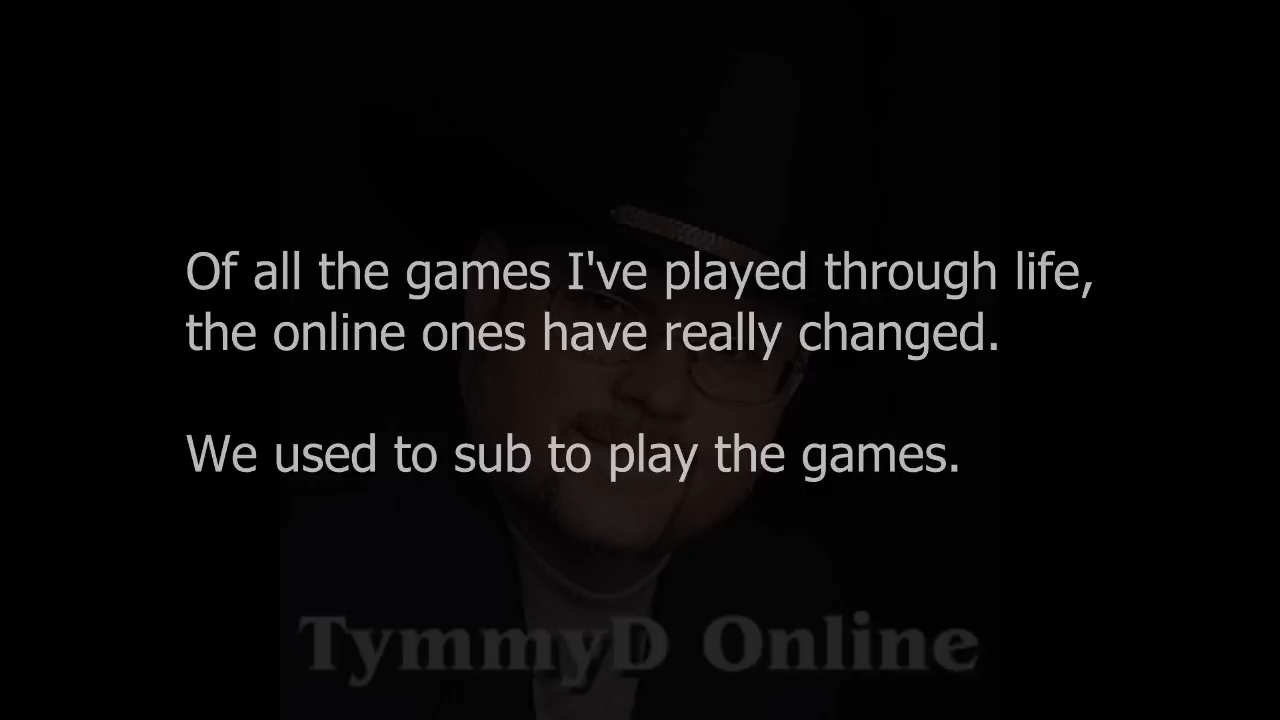 Of all the games I've played through life,
the online ones have really changed.
We used to sub to play the games.
TymmyD Online